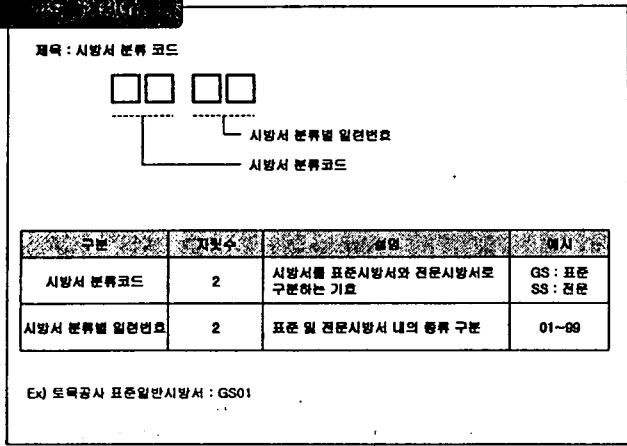 제목 : 시방서 분류 코드
시방서 분류별 일련번호
시방서 분류코드
구분 자릿수 설명 예시
시방서 분류코드 2 시방서를 표준시방서와 전문시방서로 구분하는 기호 GS : 표준 SS : 전문
시방서 분류별 일련번호 2 표준 및 전문시방서 내의 종류 구분 01~99
Ex) 토목공사 표준일반시방서 : GS01